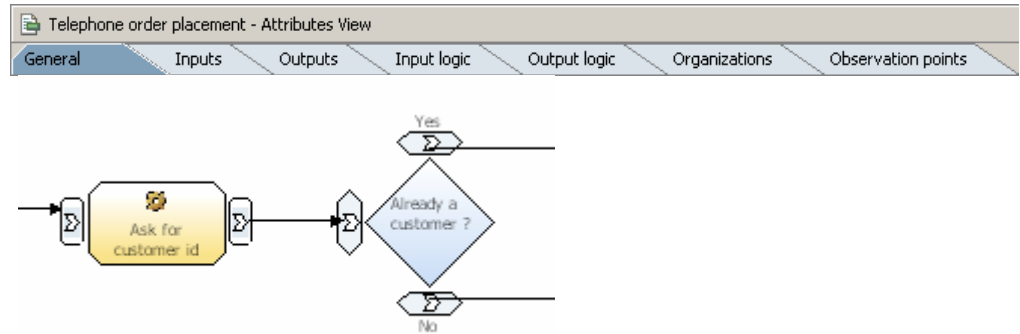 Telephone order placement - Attributes View
General Inputs Outputs Input logic Output logic Organizations Observation points
Yes
Already a
customer ?
Ask for
customer id
No